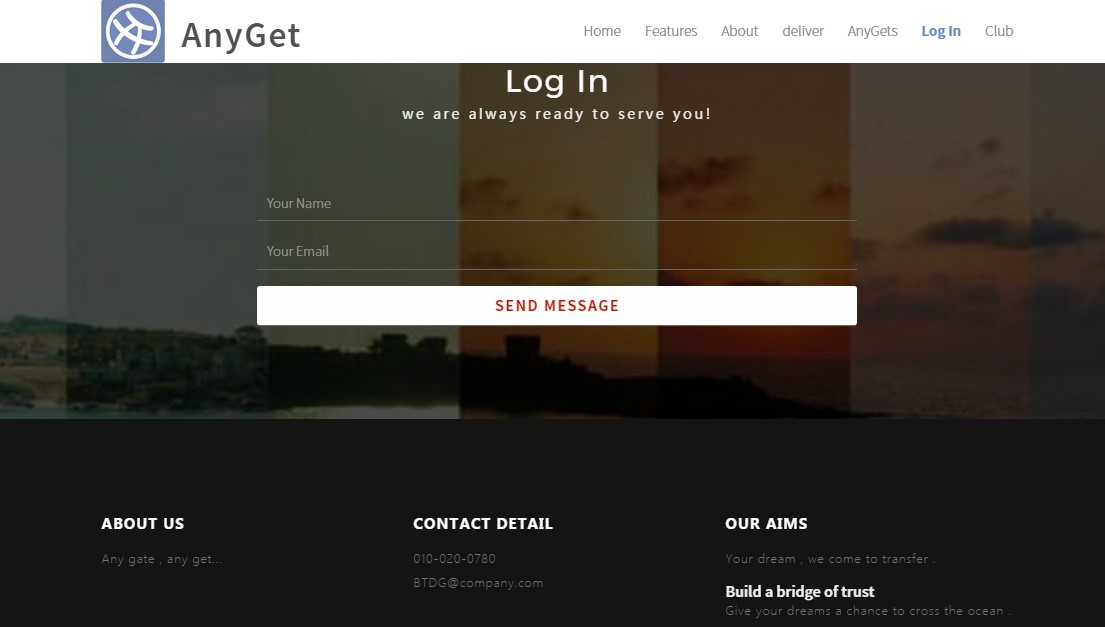 AnyGet
Home Features About deliver AnyGets Log In Club
Log In
we are always ready to serve you!
Your Name
Your Email
SEND MESSAGE
ABOUT US
Any gate , any get...
CONTACT DETAIL
010-020-0780
BTDG@company.com
OUR AIMS
Your dream , we come to transfer .
Build a bridge of trust
Give your dreams a chance to cross the ocean .